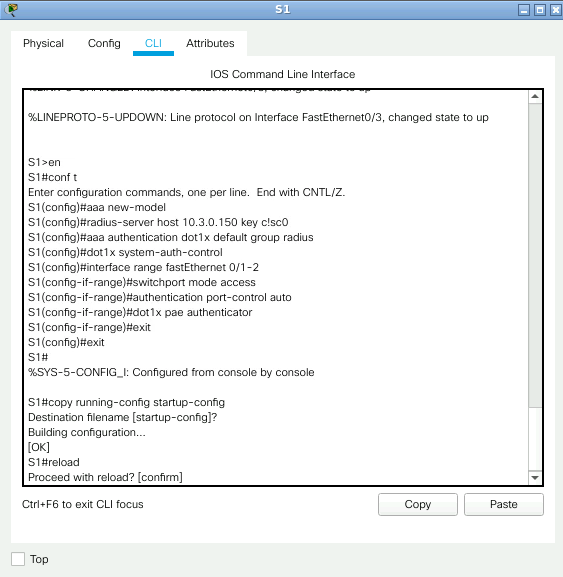 S1
Physical Config CLI Attributes
IOS Command Line Interface
%LINEPROTO-5-UPDOWN: Line protocol on Interface FastEthernet0/3, changed state to up
S1>en
S1#conf t
Enter configuration commands, one per line. End with CNTL/Z.
S1(config)#aaa new-model
S1(config)#radius-server host 10.3.0.150 key c!sc0
S1(config)#aaa authentication dot1x default group radius
S1(config)#dot1x system-auth-control
S1(config)#interface range fastEthernet 0/1-2
S1(config-if-range)#switchport mode access
S1(config-if-range)#authentication port-control auto
S1(config-if-range)#dot1x pae authenticator
S1(config-if-range)#exit
S1(config)#exit
S1#
%SYS-5-CONFIG_I: Configured from console by console
S1#copy running-config startup-config
Destination filename [startup-config]?
Building configuration...
[OK]
S1#reload
Proceed with reload? [confirm]
Ctrl+F6 to exit CLI focus
Copy Paste
Top